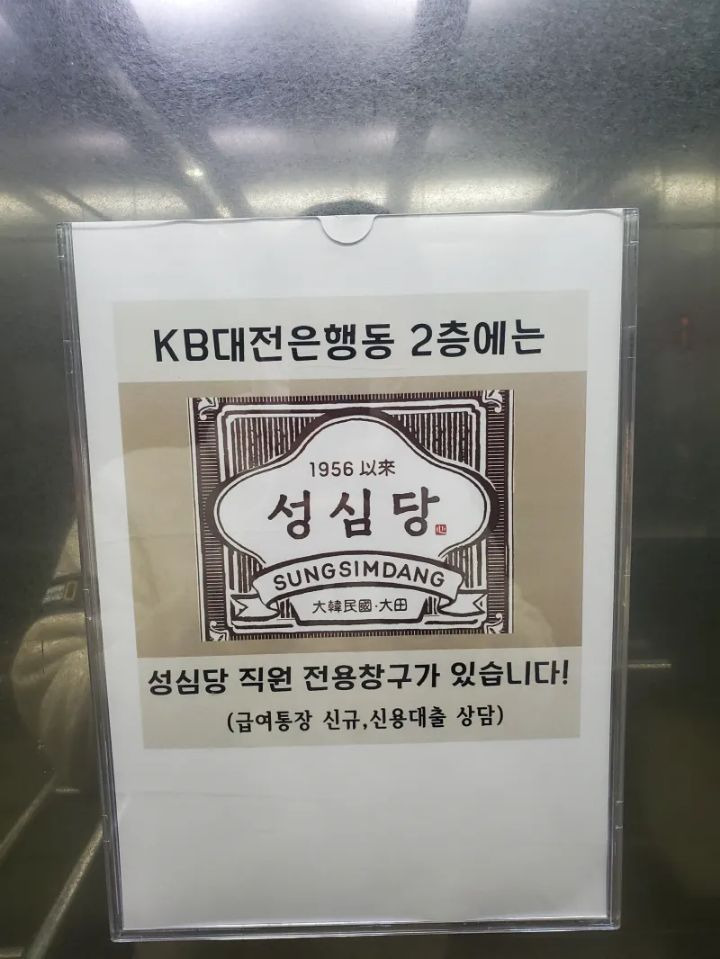 KB대전은행동 2층에는
1956 以來
성심당
SUNGSIMDANG
大韓民國·大田
성심당 직원 전용창구가 있습니다!
(급여통장 신규,신용대출 상담)